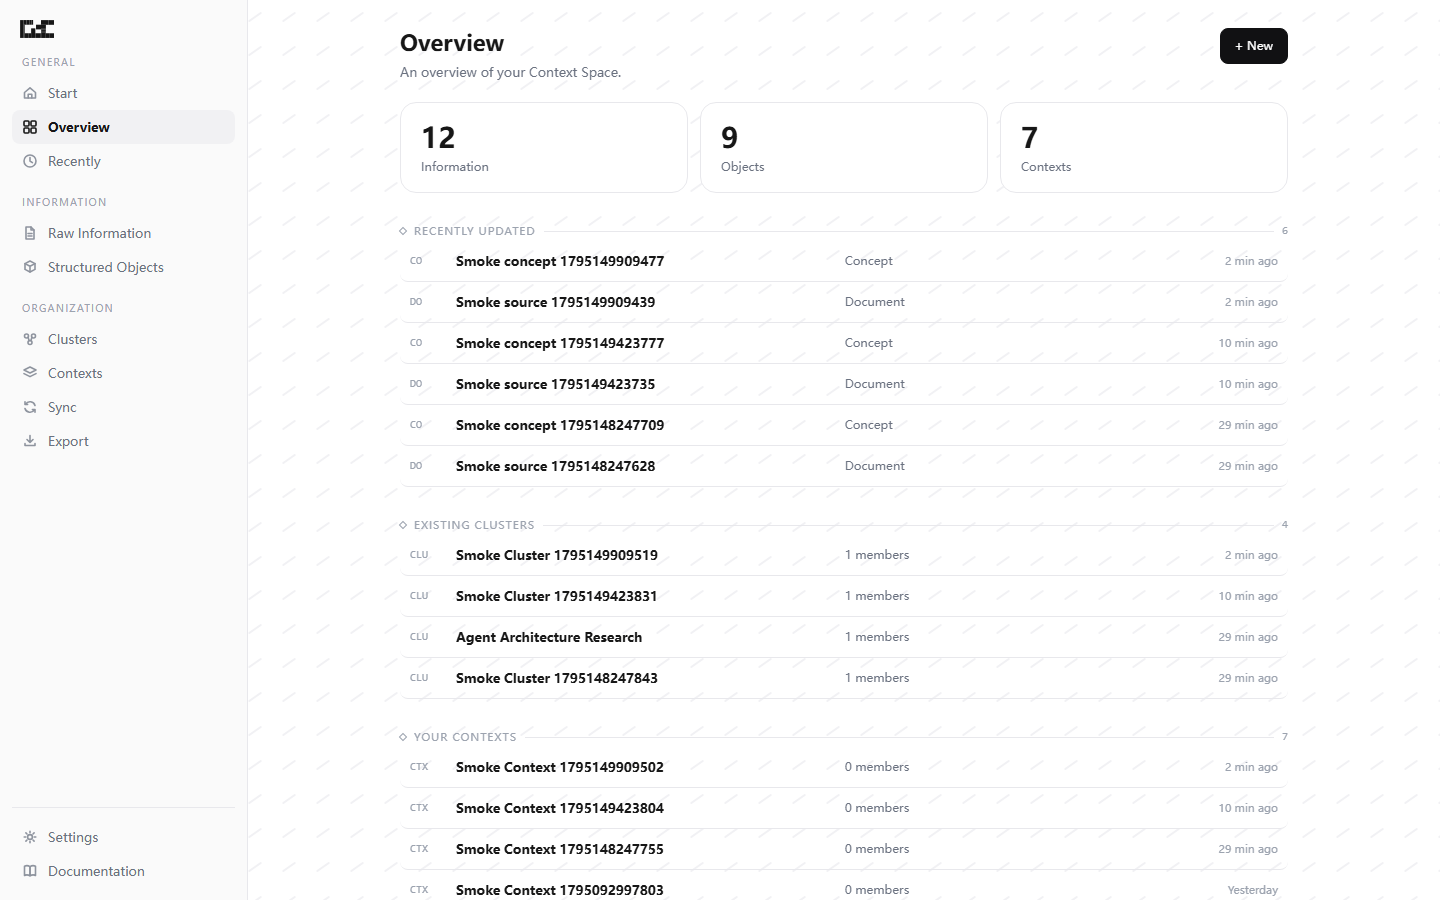 GENERAL
Start
Overview
Recently
INFORMATION
Raw Information
Structured Objects
ORGANIZATION
Clusters
Contexts
Sync
Export
Settings
Documentation
Overview
+ New
An overview of your Context Space.
12
Information
9
Objects
7
Contexts
RECENTLY UPDATED 6
CO Smoke concept 1795149909477 Concept 2 min ago
DO Smoke source 1795149909439 Document 2 min ago
CO Smoke concept 1795149423777 Concept 10 min ago
DO Smoke source 1795149423735 Document 10 min ago
CO Smoke concept 1795148247709 Concept 29 min ago
DO Smoke source 1795148247628 Document 29 min ago
EXISTING CLUSTERS 4
CLU Smoke Cluster 1795149909519 1 members 2 min ago
CLU Smoke Cluster 1795149423831 1 members 10 min ago
CLU Agent Architecture Research 1 members 29 min ago
CLU Smoke Cluster 1795148247843 1 members 29 min ago
YOUR CONTEXTS 7
CTX Smoke Context 1795149909502 0 members 2 min ago
CTX Smoke Context 1795149423804 0 members 10 min ago
CTX Smoke Context 1795148247755 0 members 29 min ago
CTX Smoke Context 1795092997803 0 members Yesterday